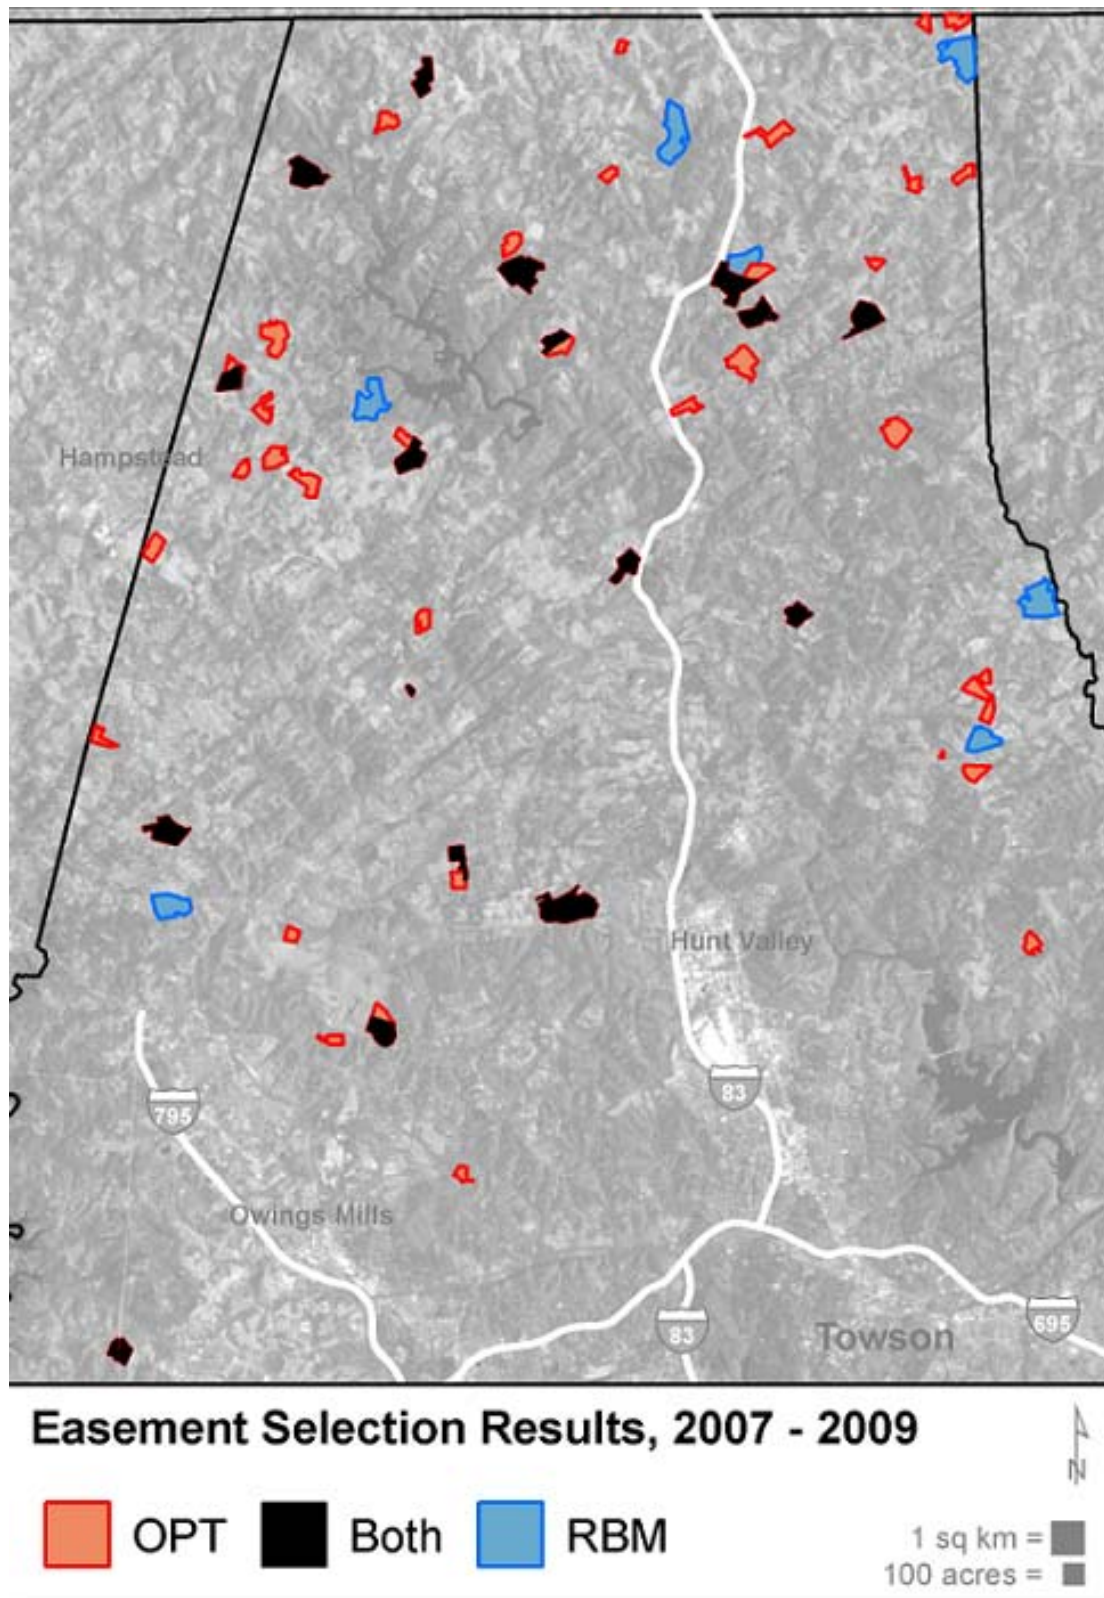 Hampstead
Hunt Valley
83
795
Owings Mills
83
695
Towson
Easement Selection Results, 2007 - 2009
N
OPT
Both
RBM
1 sq km =
100 acres =